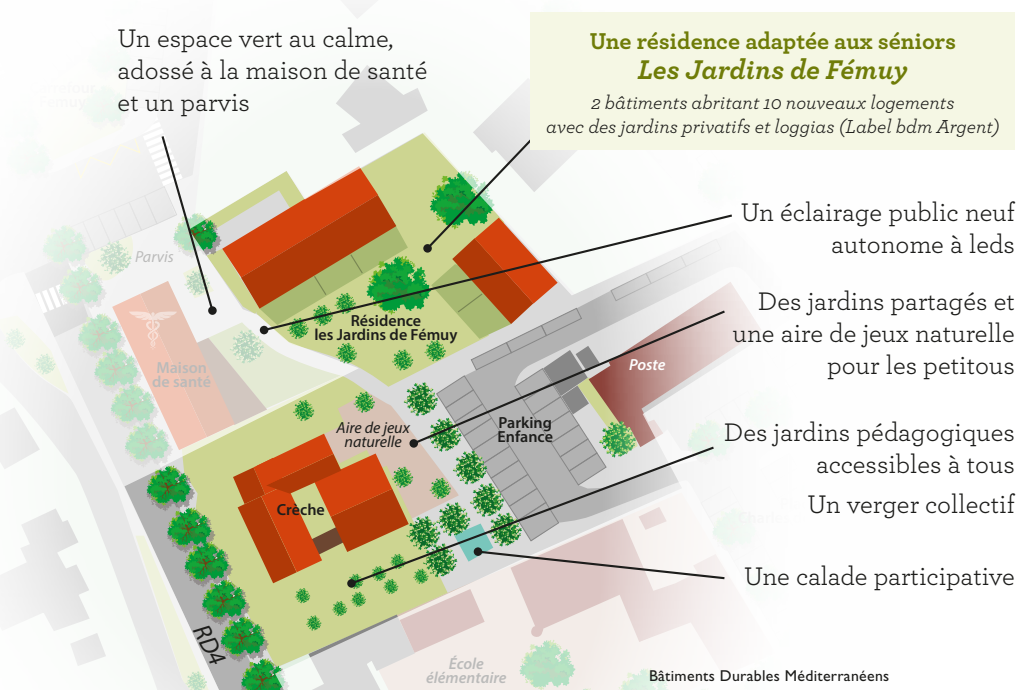 Un espace vert au calme,
adossé à la maison de santé
et un parvis
Une résidence adaptée aux séniors
Les Jardins de Fémuy
2 bâtiments abritant 10 nouveaux logements
avec des jardins privatifs et loggias (Label bdm Argent)
Un éclairage public neuf
autonome à leds
Des jardins partagés et
une aire de jeux naturelle
pour les petitous
Des jardins pédagogiques
accessibles à tous
Un verger collectif
Une calade participative
Parvis
Résidence
les Jardins de Fémuy
Maison
de santé
Poste
Aire de jeux
naturelle
Parking
Enfance
Crèche
RD4
École
élémentaire
Bâtiments Durables Méditerranéens